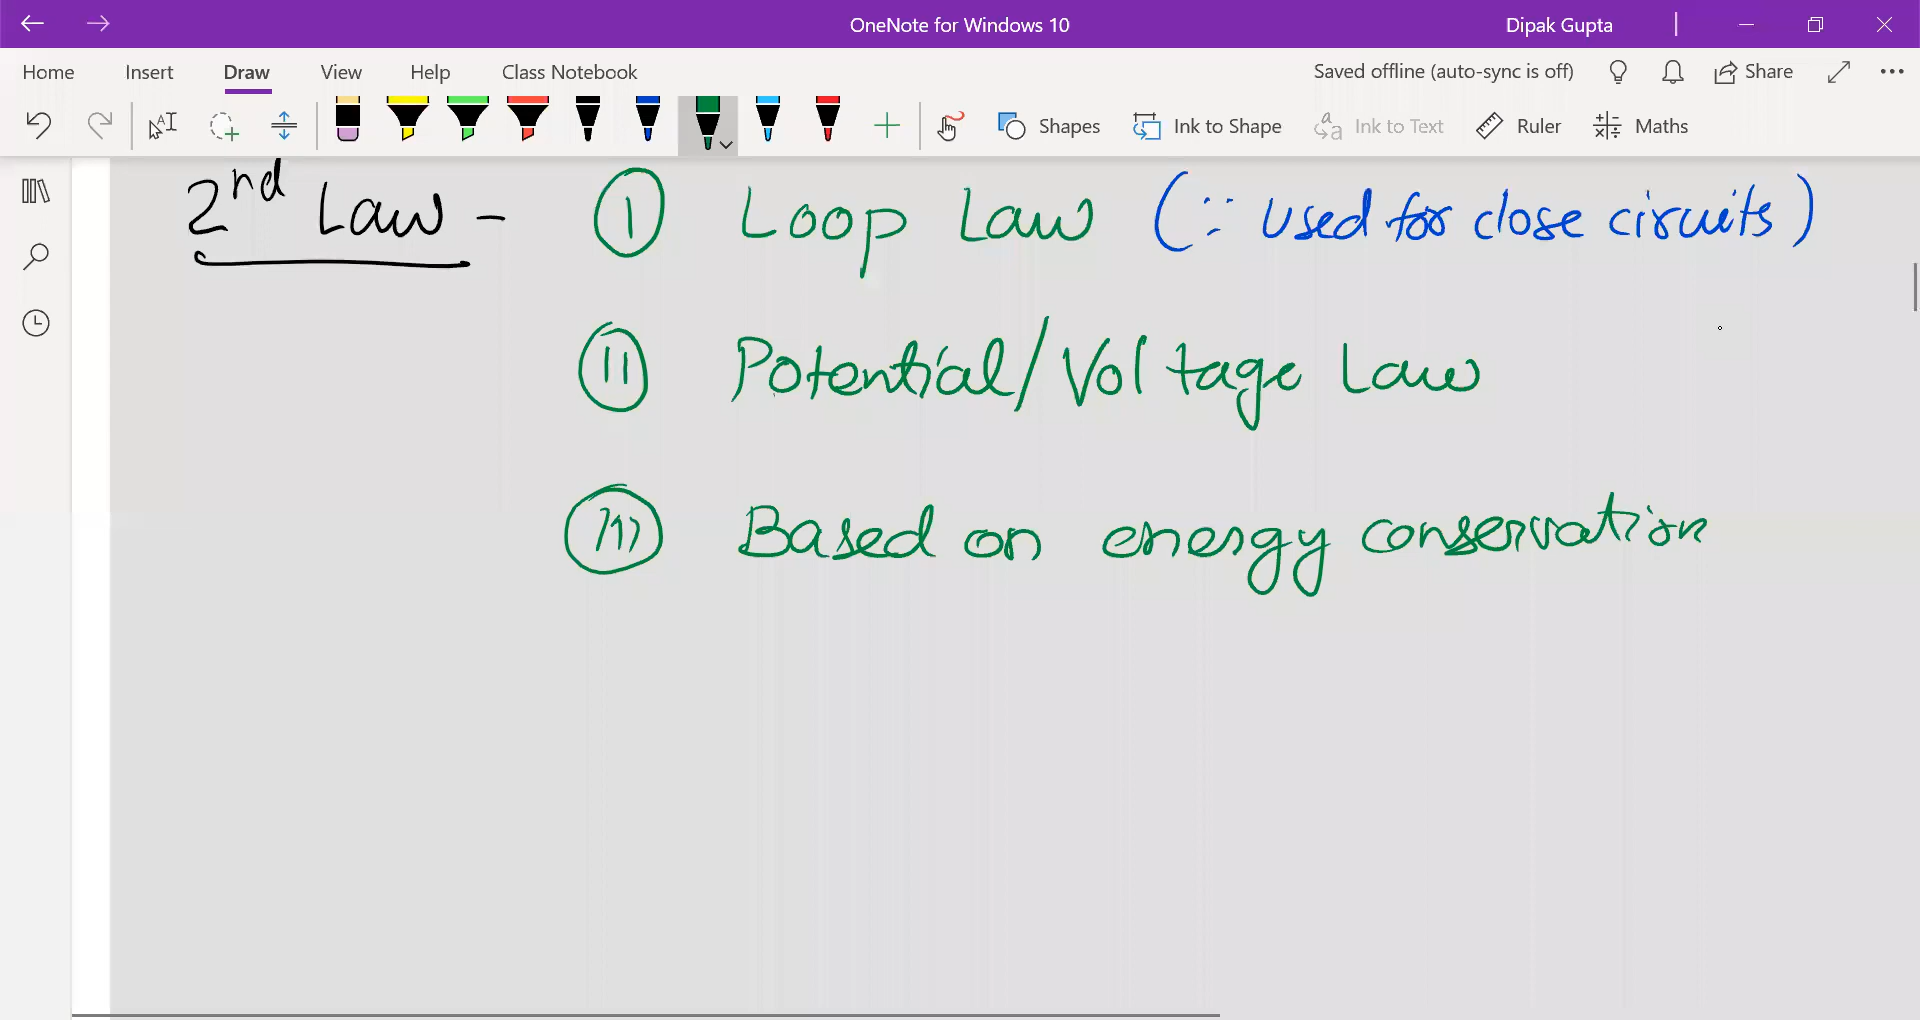 OneNote for Windows 10
Dipak Gupta
Home Insert Draw View Help Class Notebook
Saved offline (auto-sync is off) Share
Shapes Ink to Shape Ink to Text Ruler Maths
2nd Law - (I) Loop Law (∵ used for close circuits)
(II) Potential/Voltage Law
(III) Based on energy conservation